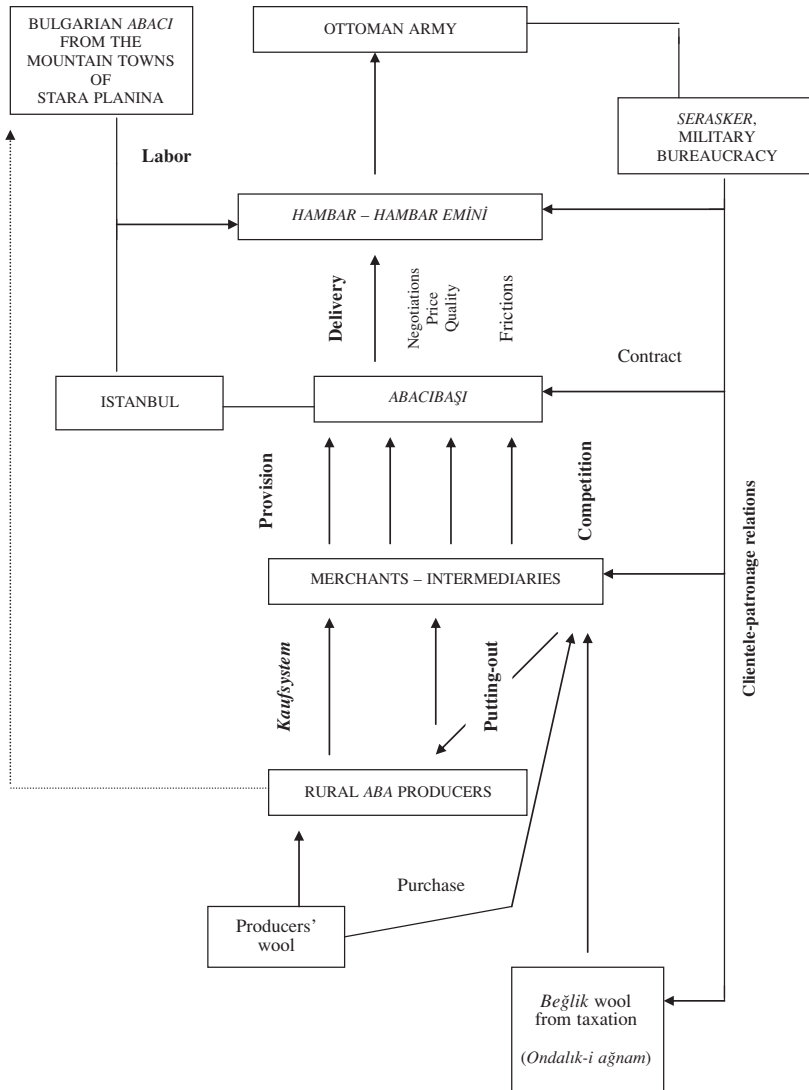 BULGARIAN ABACI
FROM THE
MOUNTAIN TOWNS
OF
STARA PLANINA
OTTOMAN ARMY
SERASKER,
MILITARY
BUREAUCRACY
Labor
HAMBAR – HAMBAR EMİNİ
Delivery
Negotiations
Price
Quality
Frictions
Contract
ISTANBUL
ABACIBAŞI
Provision
Competition
MERCHANTS – INTERMEDIARIES
Clientele-patronage relations
Kaufsystem
Putting-out
RURAL ABA PRODUCERS
Purchase
Producers’
wool
Beğlik wool
from taxation
(Ondalık-i ağnam)